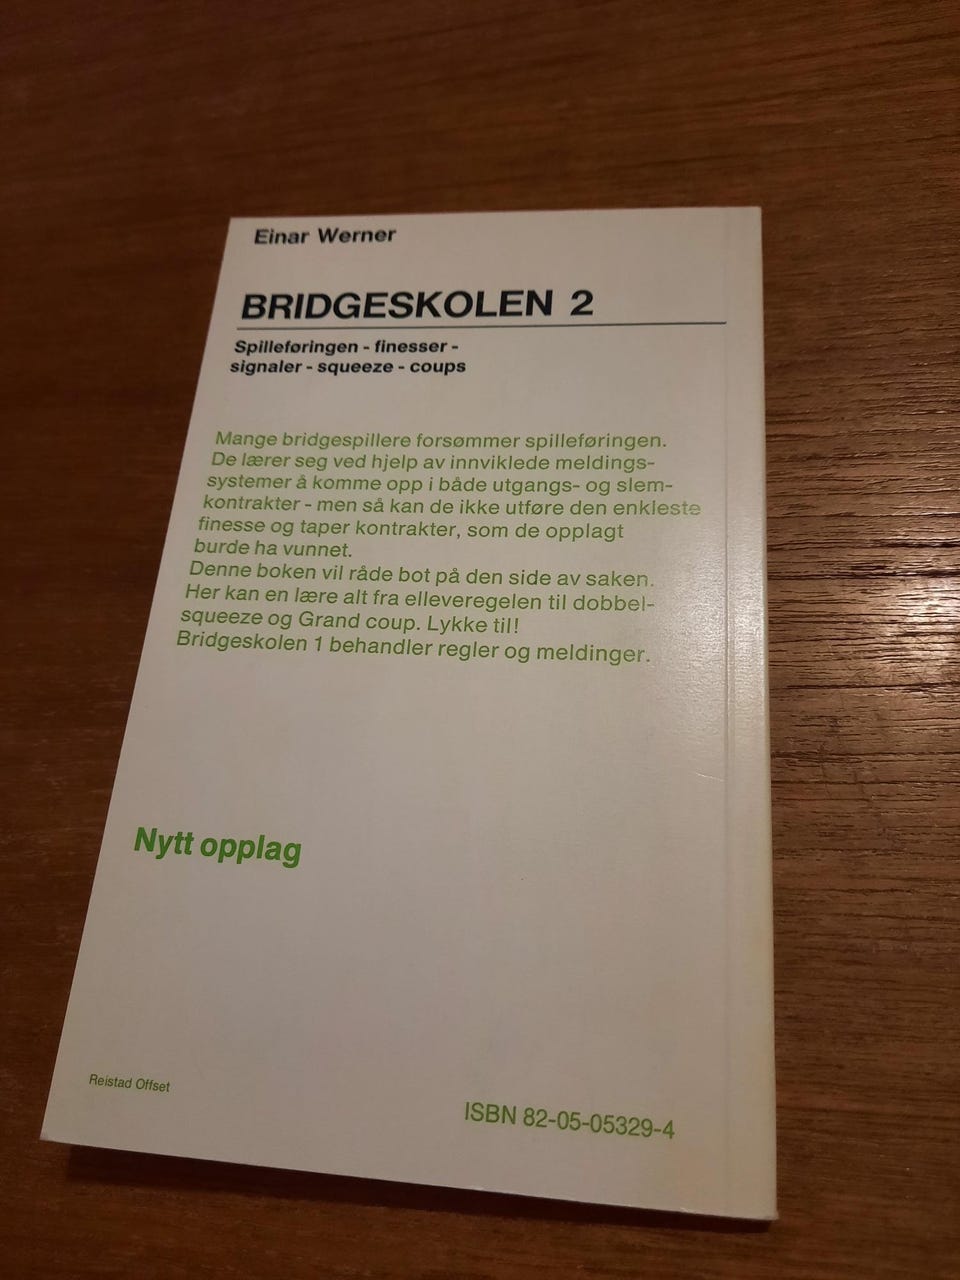 Einar Werner
BRIDGESKOLEN 2
Spilleføringen - finesser -
signaler - squeeze - coups
Mange bridgespillere forsømmer spilleføringen.
De lærer seg ved hjelp av innviklede meldings-
systemer å komme opp i både utgangs- og slem-
kontrakter - men så kan de ikke utføre den enkleste
finesse og taper kontrakter, som de opplagt
burde ha vunnet.
Denne boken vil råde bot på den side av saken.
Her kan en lære alt fra elleveregelen til dobbel-
squeeze og Grand coup. Lykke til!
Bridgeskolen 1 behandler regler og meldinger.
Nytt opplag
Reistad Offset
ISBN 82-05-05329-4